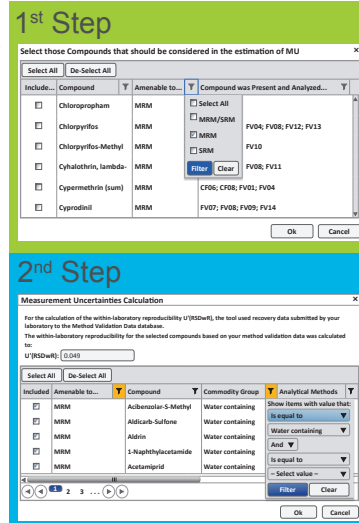 1st Step
Select those Compounds that should be considered in the estimation of MU ×
Select All De-Select All
Include... Compound Amenable to... Compound was Present and Analyzed...
Chloropropham MRM
Chlorpyrifos MRM FV04; FV08; FV12; FV13
Chlorpyrifos-Methyl MRM FV10
Cyhalothrin, lambda- MRM FV08; FV11
Cypermethrin (sum) MRM CF06; CF08; FV01; FV04
Cyprodinil MRM FV07; FV08; FV09; FV14
Select All
MRM/SRM
MRM
SRM
Filter Clear
Ok Cancel
2nd Step
Measurement Uncertainties Calculation ×
For the calculation of the within-laboratory reproducibility U'(RSDwR), the tool used recovery data submitted by your
laboratory to the Method Validation Data database.
The within-laboratory reproducibility for the selected compounds based on your method validation data was calculated
to:
U'(RSDwR): 0.049
Select All De-Select All
Included Amenable to... Compound Commodity Group Analytical Methods
MRM Acibenzolar-S-Methyl Water containing
MRM Aldicarb-Sulfone Water containing
MRM Aldrin Water containing
MRM 1-Naphthylacetamide Water containing
MRM Acetamiprid Water containing
Show items with value that:
Is equal to
Water containing
And
Is equal to
– Select value –
Filter Clear
1 2 3 ...
Ok Cancel